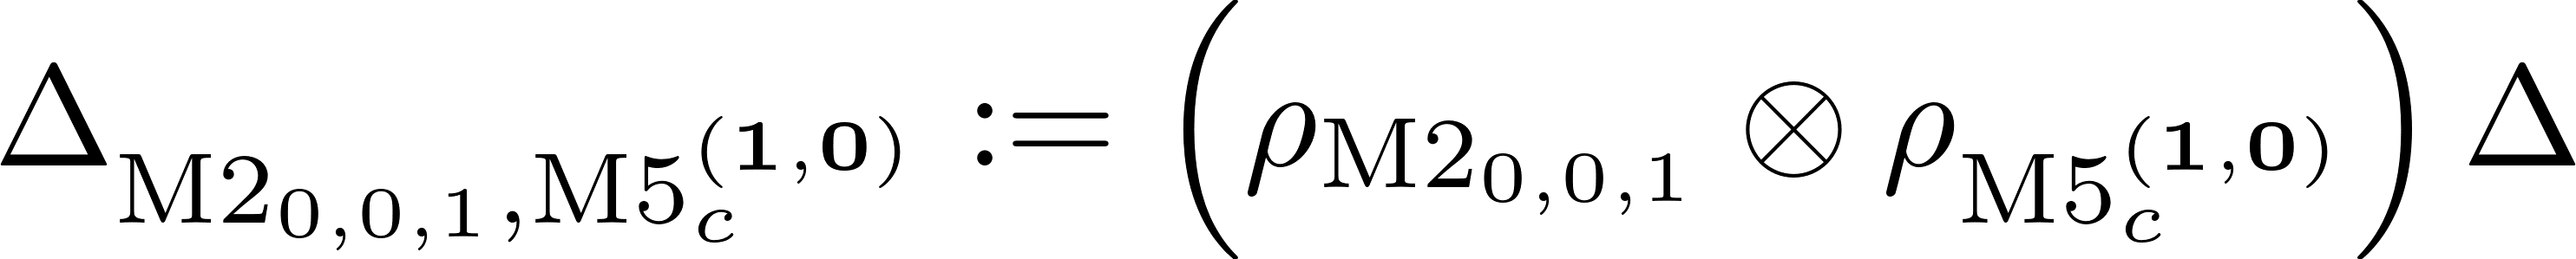 \Delta_{\mathrm{M2}_{0,0,1},\mathrm{M5}_c^{(\mathbf{1},\mathbf{0})}} := \left( \rho_{\mathrm{M2}_{0,0,1}} \otimes \rho_{\mathrm{M5}_c^{(\mathbf{1},\mathbf{0})}} \right) \Delta